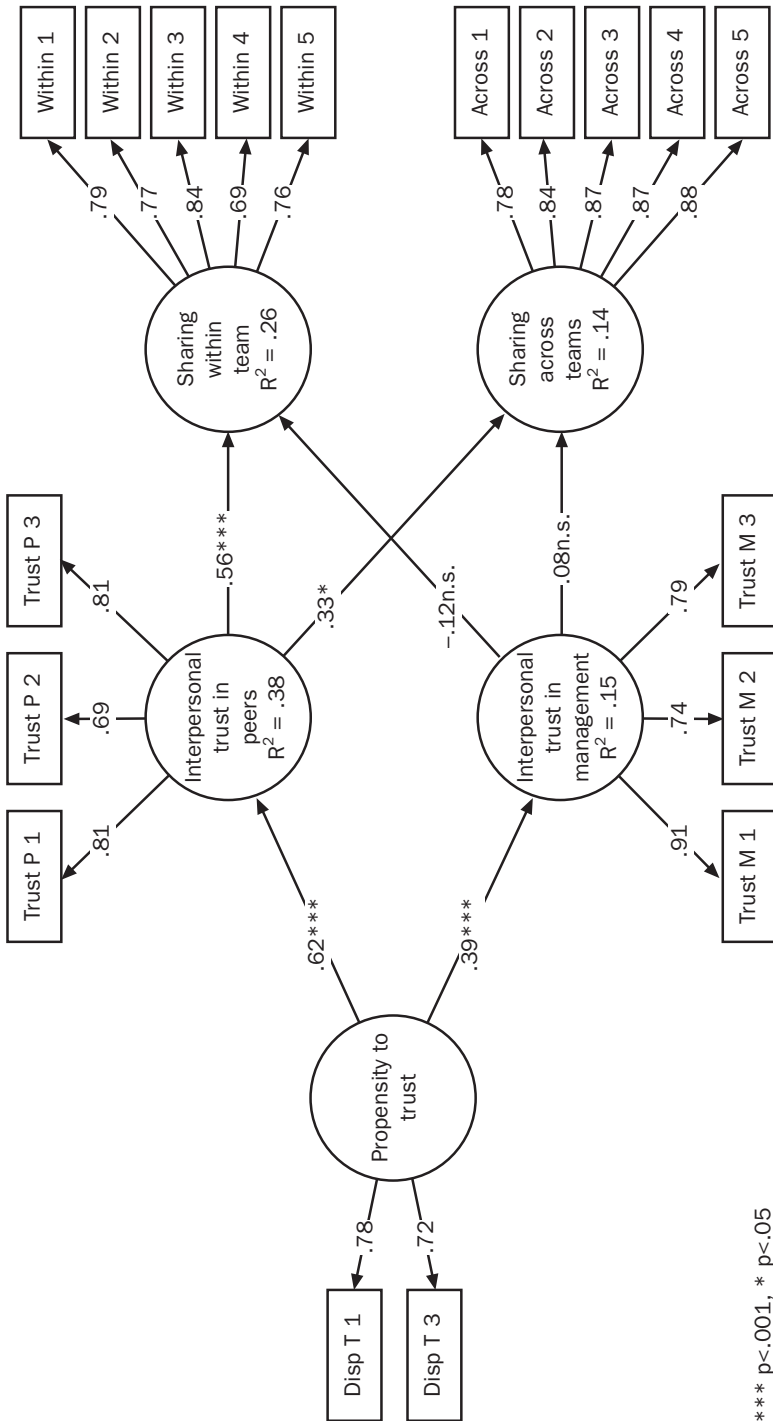 Disp T 1
Disp T 3
.78
.72
Propensity to
trust
.62***
.39***
Trust P 1
Trust P 2
Trust P 3
.81
.69
.81
Interpersonal
trust in
peers
R² = .38
Interpersonal
trust in
management
R² = .15
.91
.74
.79
Trust M 1
Trust M 2
Trust M 3
.56***
.33*
–.12n.s.
.08n.s.
Sharing
within
team
R² = .26
Sharing
across
teams
R² = .14
.79
.77
.84
.69
.76
Within 1
Within 2
Within 3
Within 4
Within 5
.78
.84
.87
.87
.88
Across 1
Across 2
Across 3
Across 4
Across 5
*** p<.001, * p<.05